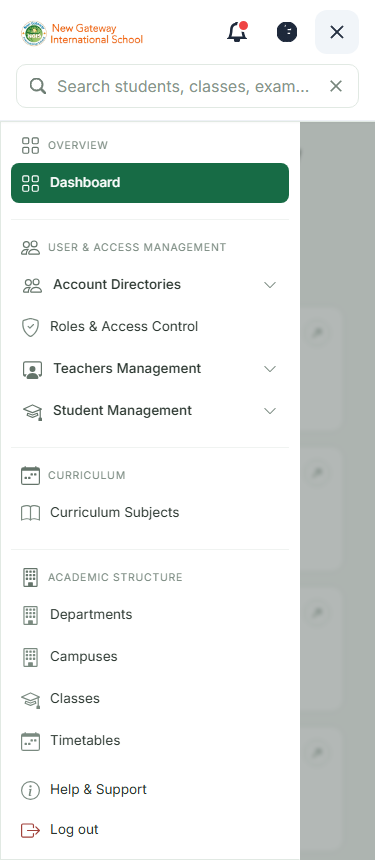 New Gateway
International School
Search students, classes, exam...
OVERVIEW
Dashboard
USER & ACCESS MANAGEMENT
Account Directories
Roles & Access Control
Teachers Management
Student Management
CURRICULUM
Curriculum Subjects
ACADEMIC STRUCTURE
Departments
Campuses
Classes
Timetables
Help & Support
Log out